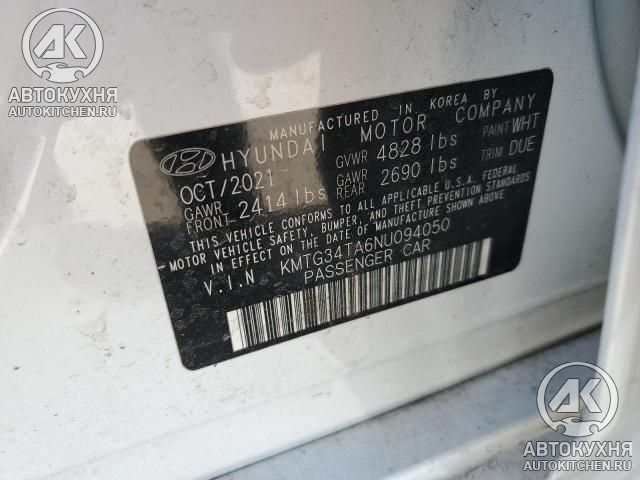 АК
АВТОКУХНЯ
AUTOKITCHEN.RU
MANUFACTURED IN KOREA BY
HYUNDAI MOTOR COMPANY
OCT/2021 GVWR 4828 lbs PAINT WHT
GAWR FRONT 2414 lbs GAWR REAR 2690 lbs TRIM DUE
THIS VEHICLE CONFORMS TO ALL APPLICABLE U.S.A. FEDERAL
MOTOR VEHICLE SAFETY, BUMPER, AND THEFT PREVENTION STANDARDS
IN EFFECT ON THE DATE OF MANUFACTURE SHOWN ABOVE.
V.I.N KMTG34TA6NU094050
PASSENGER CAR
АК
АВТОКУХНЯ
AUTOKITCHEN.RU